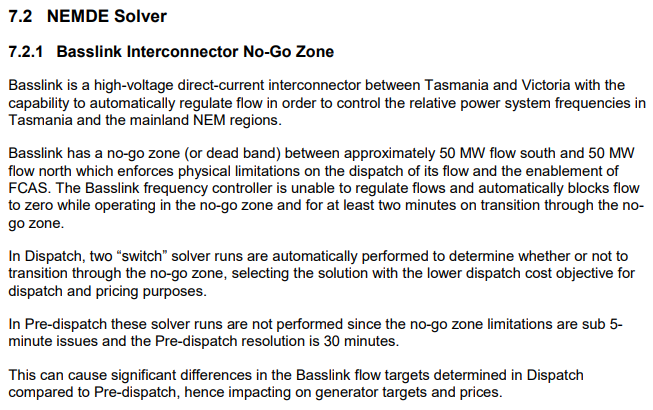 7.2 NEMDE Solver
7.2.1 Basslink Interconnector No-Go Zone
Basslink is a high-voltage direct-current interconnector between Tasmania and Victoria with the
capability to automatically regulate flow in order to control the relative power system frequencies in
Tasmania and the mainland NEM regions.
Basslink has a no-go zone (or dead band) between approximately 50 MW flow south and 50 MW
flow north which enforces physical limitations on the dispatch of its flow and the enablement of
FCAS. The Basslink frequency controller is unable to regulate flows and automatically blocks flow
to zero while operating in the no-go zone and for at least two minutes on transition through the no-
go zone.
In Dispatch, two “switch” solver runs are automatically performed to determine whether or not to
transition through the no-go zone, selecting the solution with the lower dispatch cost objective for
dispatch and pricing purposes.
In Pre-dispatch these solver runs are not performed since the no-go zone limitations are sub 5-
minute issues and the Pre-dispatch resolution is 30 minutes.
This can cause significant differences in the Basslink flow targets determined in Dispatch
compared to Pre-dispatch, hence impacting on generator targets and prices.